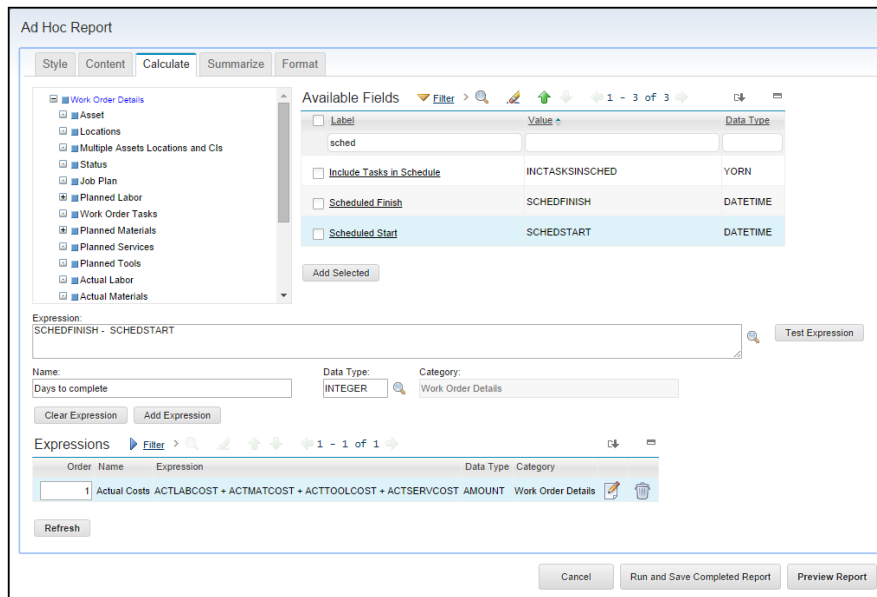 Ad Hoc Report
Style Content Calculate Summarize Format
Work Order Details
Asset
Locations
Multiple Assets Locations and CIs
Status
Job Plan
Planned Labor
Work Order Tasks
Planned Materials
Planned Services
Planned Tools
Actual Labor
Actual Materials
Available Fields Filter > 1 - 3 of 3
Label Value Data Type
sched
Include Tasks in Schedule INCTASKSINSCHED YORN
Scheduled Finish SCHEDFINISH DATETIME
Scheduled Start SCHEDSTART DATETIME
Add Selected
Expression:
SCHEDFINISH - SCHEDSTART
Test Expression
Name: Data Type: Category:
Days to complete INTEGER Work Order Details
Clear Expression Add Expression
Expressions Filter > 1 - 1 of 1
Order Name Expression Data Type Category
1 Actual Costs ACTLABCOST + ACTMATCOST + ACTTOOLCOST + ACTSERVCOST AMOUNT Work Order Details
Refresh
Cancel Run and Save Completed Report Preview Report